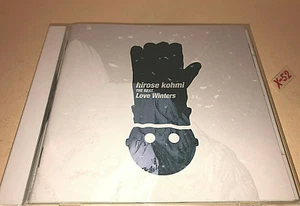 hirose kohmi
THE BEST
Love Winters
X-52